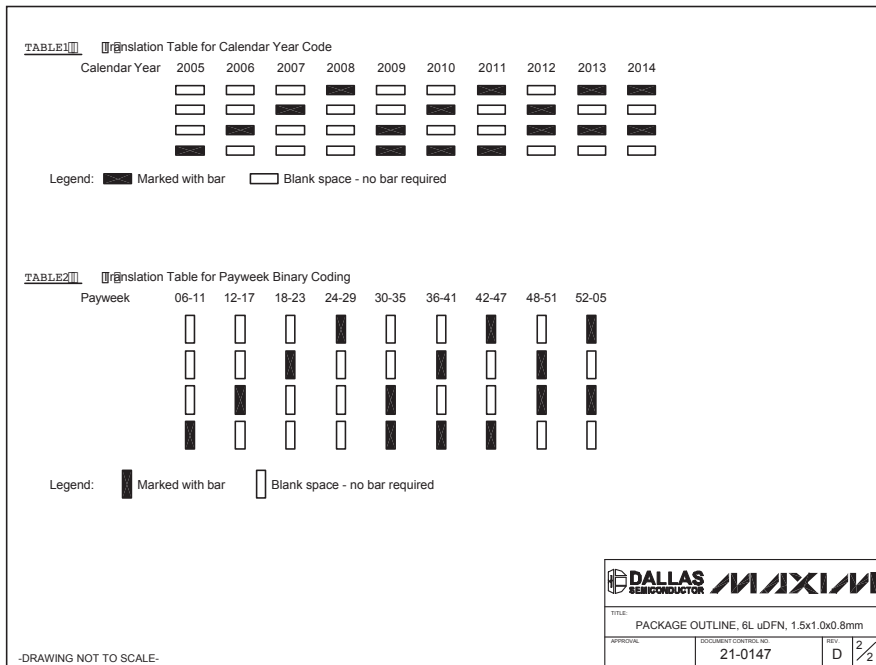 TABLE1 Translation Table for Calendar Year Code
Calendar Year 2005 2006 2007 2008 2009 2010 2011 2012 2013 2014
Legend: Marked with bar Blank space - no bar required
TABLE2 Translation Table for Payweek Binary Coding
Payweek 06-11 12-17 18-23 24-29 30-35 36-41 42-47 48-51 52-05
Legend: Marked with bar Blank space - no bar required
DALLAS SEMICONDUCTOR MAXIM
TITLE:
PACKAGE OUTLINE, 6L uDFN, 1.5x1.0x0.8mm
APPROVAL DOCUMENT CONTROL NO. REV.
21-0147 D 2/2
-DRAWING NOT TO SCALE-